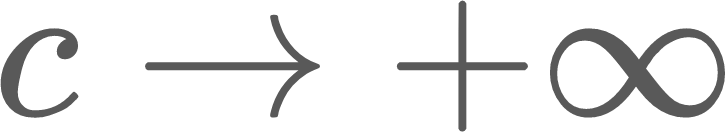 c → +∞